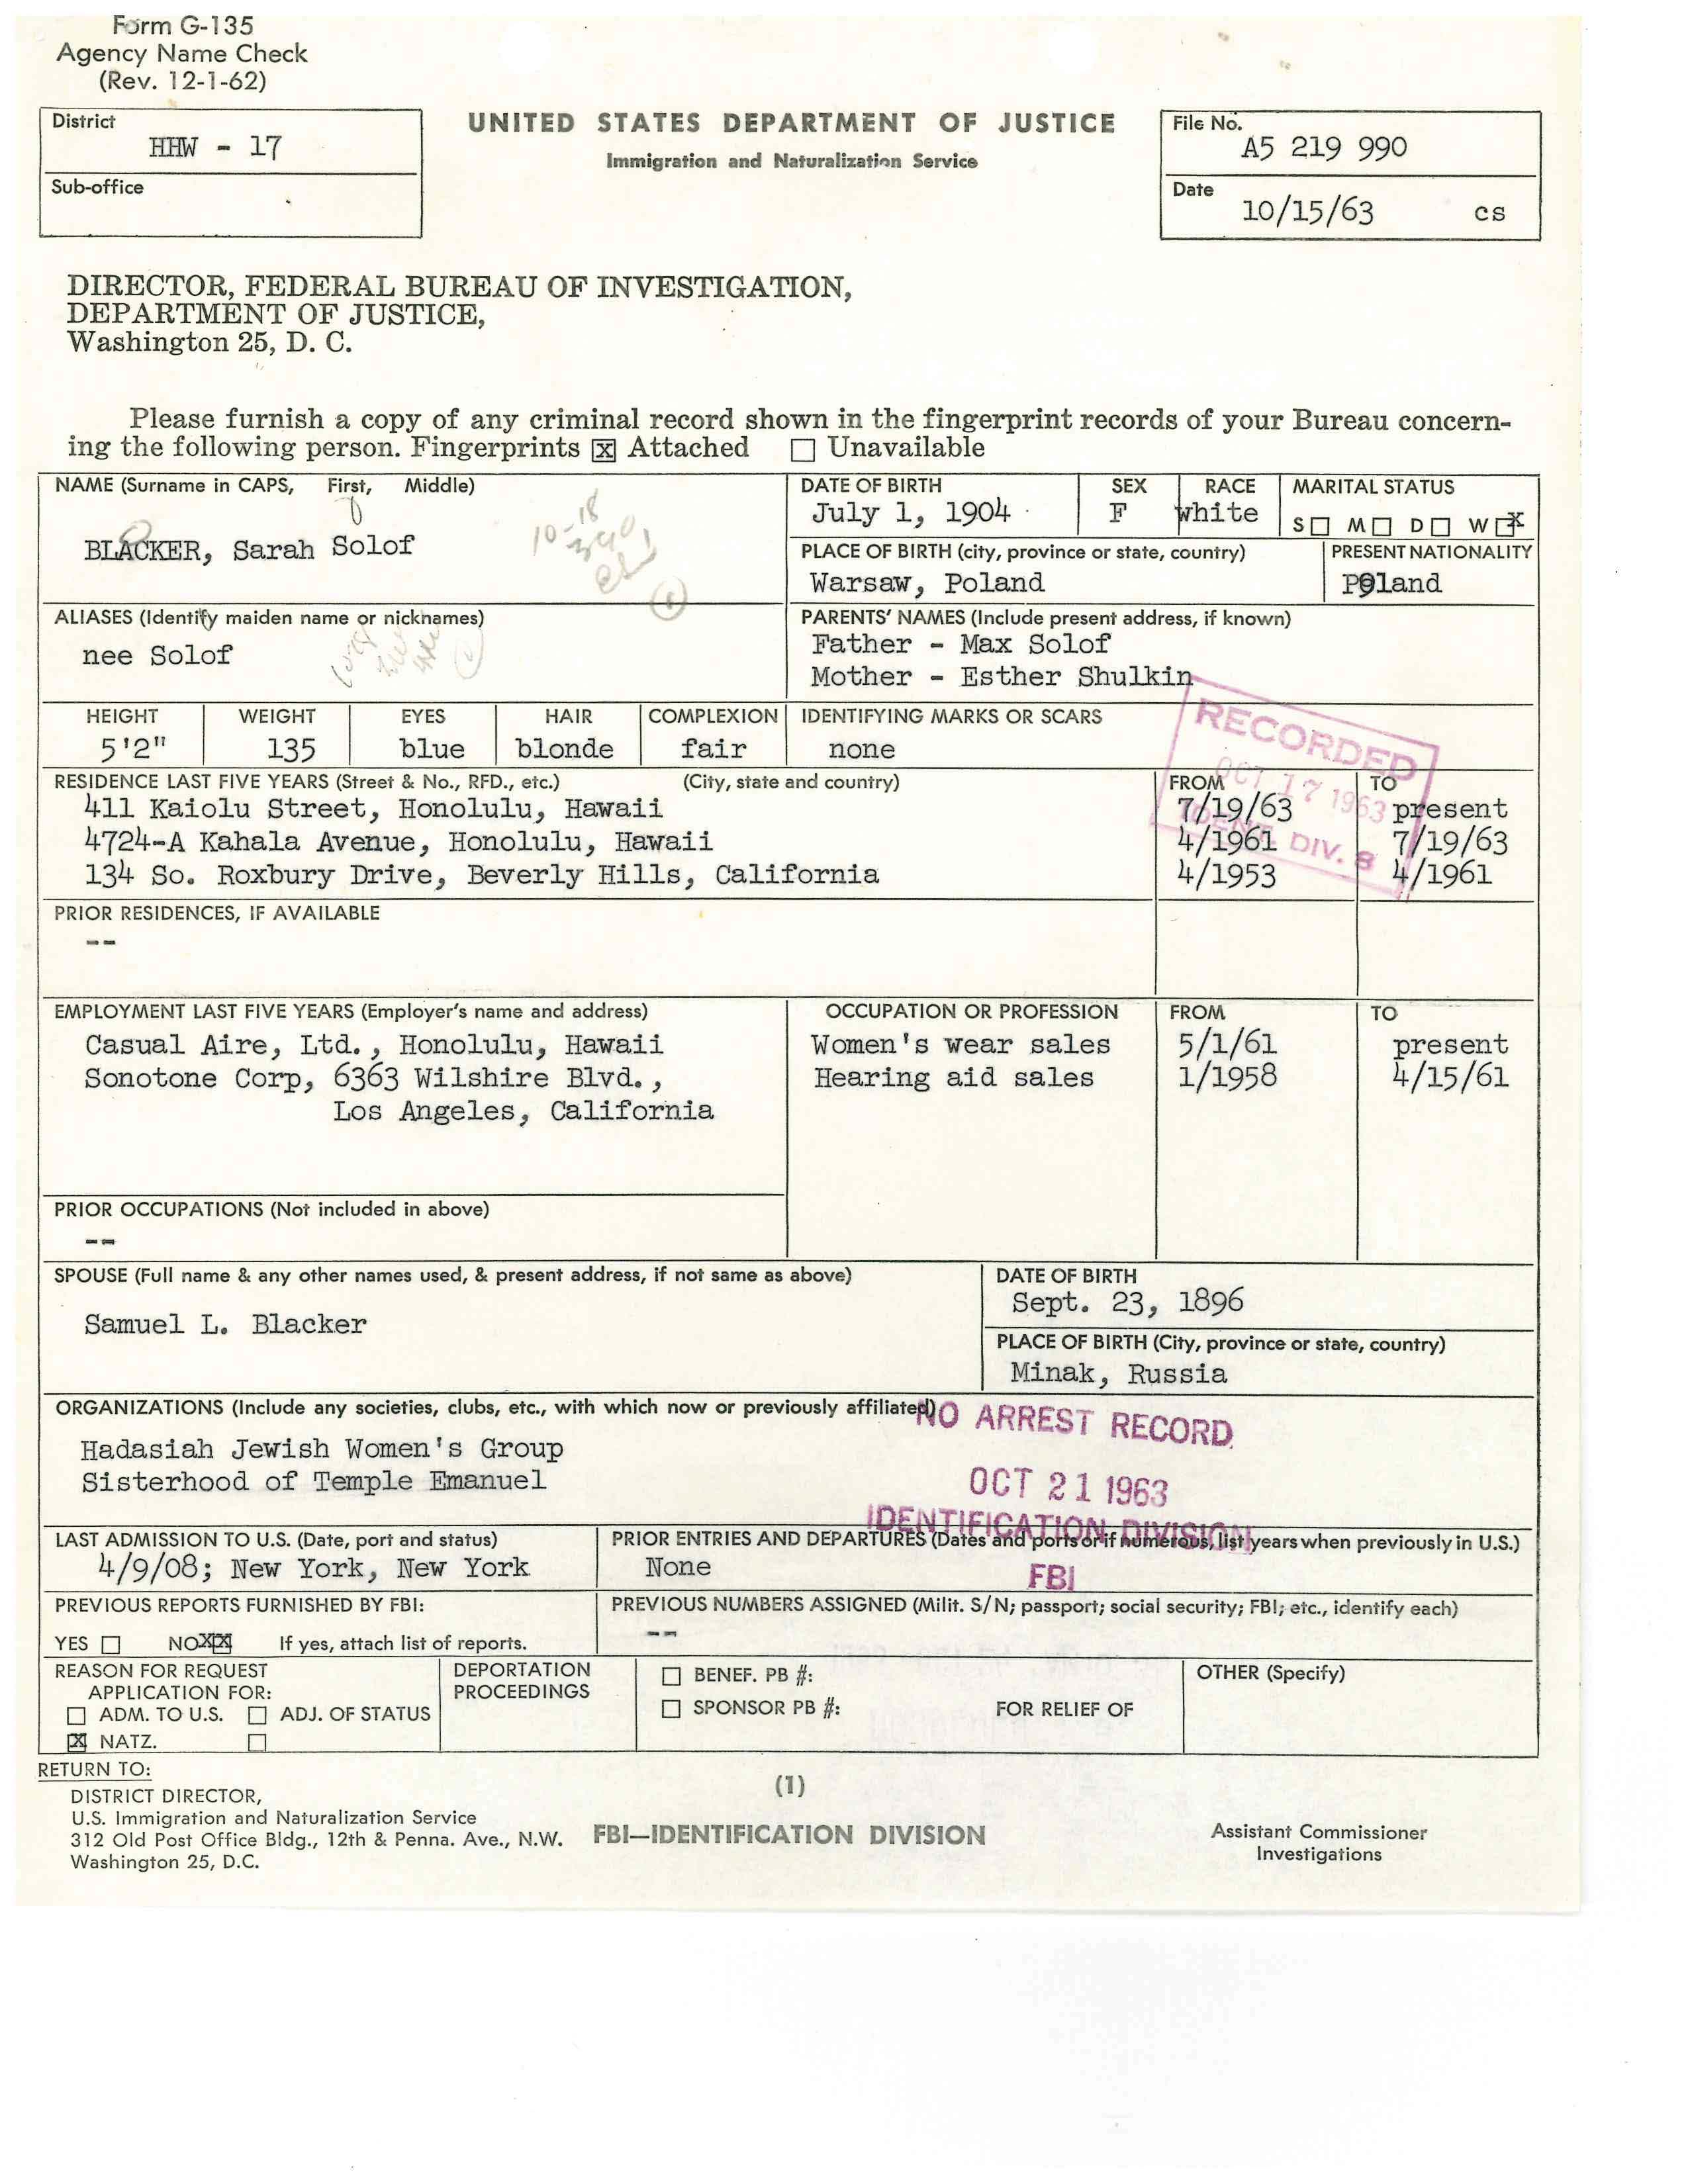 Form G-135
Agency Name Check
(Rev. 12-1-62)
District
HHW - 17
Sub-office
UNITED STATES DEPARTMENT OF JUSTICE
Immigration and Naturalization Service
File No.
A5 219 990
Date
10/15/63 cs
DIRECTOR, FEDERAL BUREAU OF INVESTIGATION,
DEPARTMENT OF JUSTICE,
Washington 25, D. C.
Please furnish a copy of any criminal record shown in the fingerprint records of your Bureau concern-
ing the following person. Fingerprints ☒ Attached ☐ Unavailable
NAME (Surname in CAPS, First, Middle)
BLACKER, Sarah Solof
10-18
DATE OF BIRTH
July 1, 1904
SEX
F
RACE
white
MARITAL STATUS
S ☐ M ☐ D ☐ W ☒
PLACE OF BIRTH (city, province or state, country)
Warsaw, Poland
PRESENT NATIONALITY
Poland
ALIASES (Identify maiden name or nicknames)
nee Solof
PARENTS' NAMES (Include present address, if known)
Father - Max Solof
Mother - Esther Shulkin
HEIGHT
5'2"
WEIGHT
135
EYES
blue
HAIR
blonde
COMPLEXION
fair
IDENTIFYING MARKS OR SCARS
none
RECORDED
OCT 17 1963
IDENT. DIV. 8
RESIDENCE LAST FIVE YEARS (Street & No., RFD., etc.) (City, state and country) FROM TO
411 Kaiolu Street, Honolulu, Hawaii 7/19/63 present
4724-A Kahala Avenue, Honolulu, Hawaii 4/1961 7/19/63
134 So. Roxbury Drive, Beverly Hills, California 4/1953 4/1961
PRIOR RESIDENCES, IF AVAILABLE
--
EMPLOYMENT LAST FIVE YEARS (Employer's name and address) OCCUPATION OR PROFESSION FROM TO
Casual Aire, Ltd., Honolulu, Hawaii Women's wear sales 5/1/61 present
Sonotone Corp, 6363 Wilshire Blvd., Hearing aid sales 1/1958 4/15/61
Los Angeles, California
PRIOR OCCUPATIONS (Not included in above)
--
SPOUSE (Full name & any other names used, & present address, if not same as above)
Samuel L. Blacker
DATE OF BIRTH
Sept. 23, 1896
PLACE OF BIRTH (City, province or state, country)
Minak, Russia
ORGANIZATIONS (Include any societies, clubs, etc., with which now or previously affiliated)
Hadasiah Jewish Women's Group
Sisterhood of Temple Emanuel
NO ARREST RECORD
OCT 21 1963
IDENTIFICATION DIVISION
FBI
LAST ADMISSION TO U.S. (Date, port and status)
4/9/08; New York, New York
PRIOR ENTRIES AND DEPARTURES (Dates and ports or if numerous, list years when previously in U.S.)
None
PREVIOUS REPORTS FURNISHED BY FBI:
YES ☐ NO ☒ If yes, attach list of reports.
PREVIOUS NUMBERS ASSIGNED (Milit. S/N; passport; social security; FBI; etc., identify each)
--
REASON FOR REQUEST
APPLICATION FOR:
☐ ADM. TO U.S. ☐ ADJ. OF STATUS
☒ NATZ. ☐
DEPORTATION
PROCEEDINGS
☐ BENEF. PB #:
☐ SPONSOR PB #: FOR RELIEF OF
OTHER (Specify)
RETURN TO:
DISTRICT DIRECTOR,
U.S. Immigration and Naturalization Service
312 Old Post Office Bldg., 12th & Penna. Ave., N.W.
Washington 25, D.C.
(1)
FBI—IDENTIFICATION DIVISION
Assistant Commissioner
Investigations